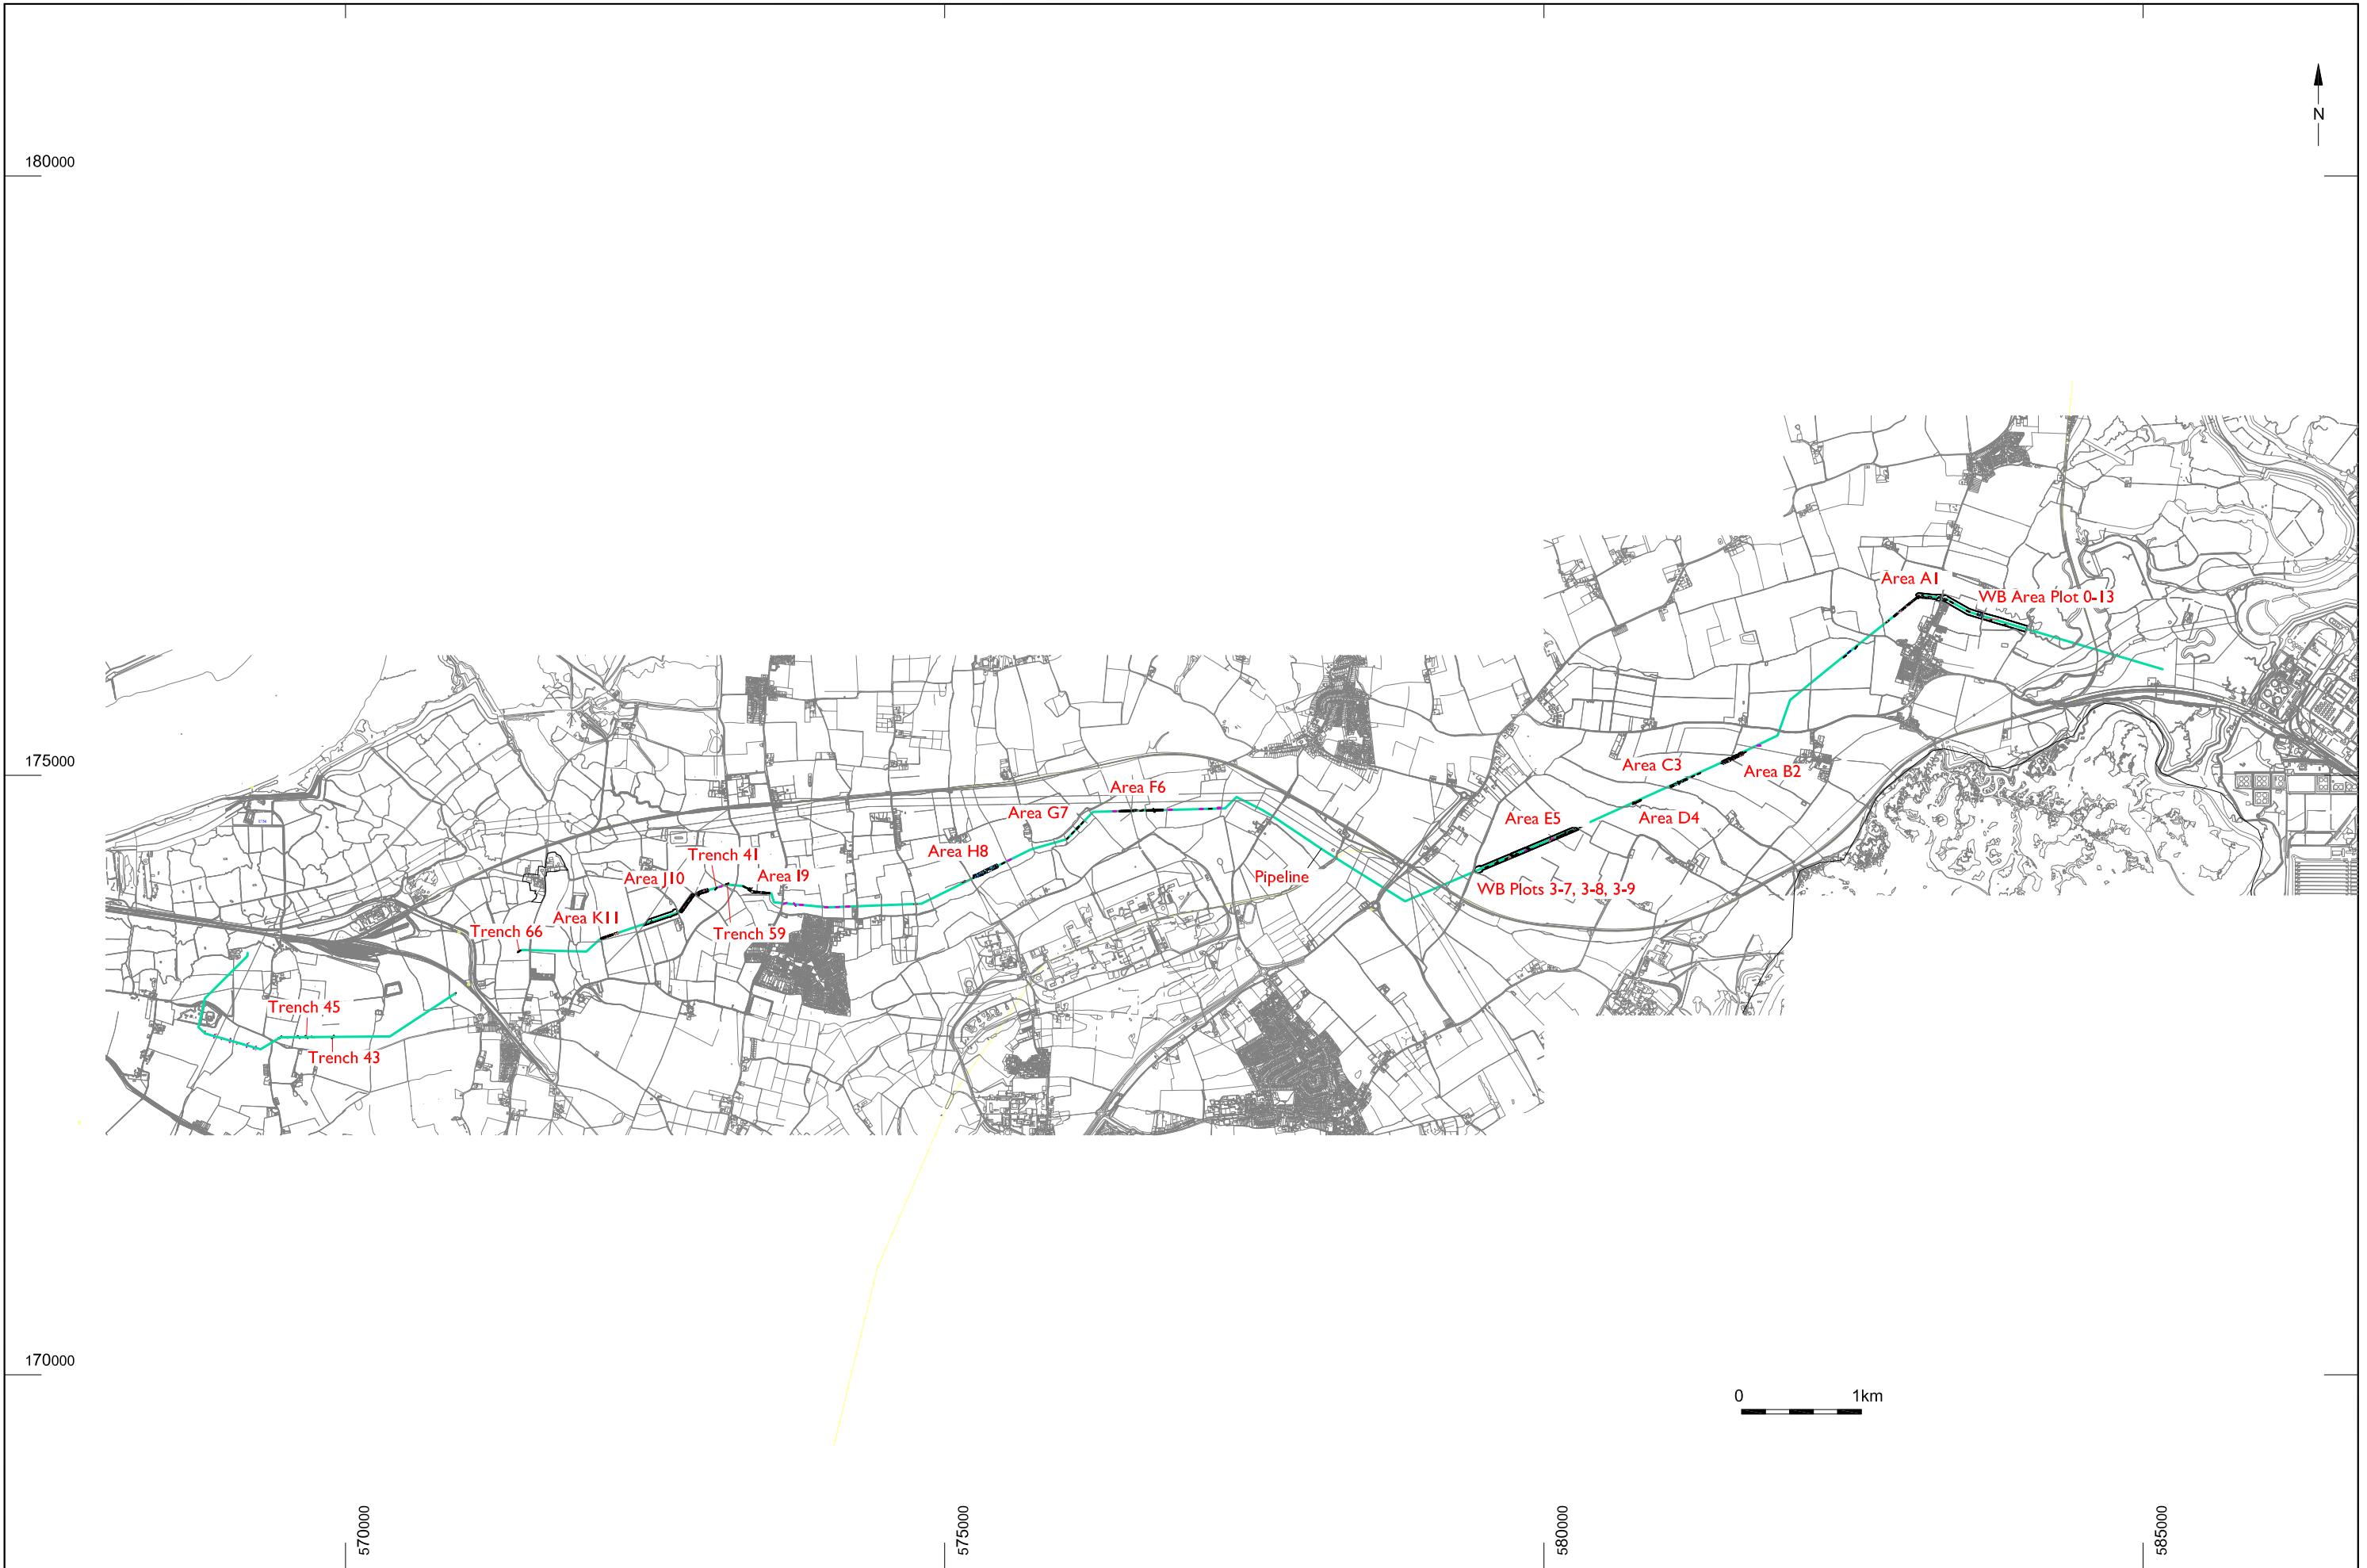 N
180000
Area A1
WB Area Plot 0-13
175000
Area C3
Area B2
Area F6
Area G7
Area E5
Area D4
Area H8
Trench 41
Area J10
Area I9
Pipeline
WB Plots 3-7, 3-8, 3-9
Area K11
Trench 66
Trench 59
Trench 45
Trench 43
170000
0 1km
570000
575000
580000
585000